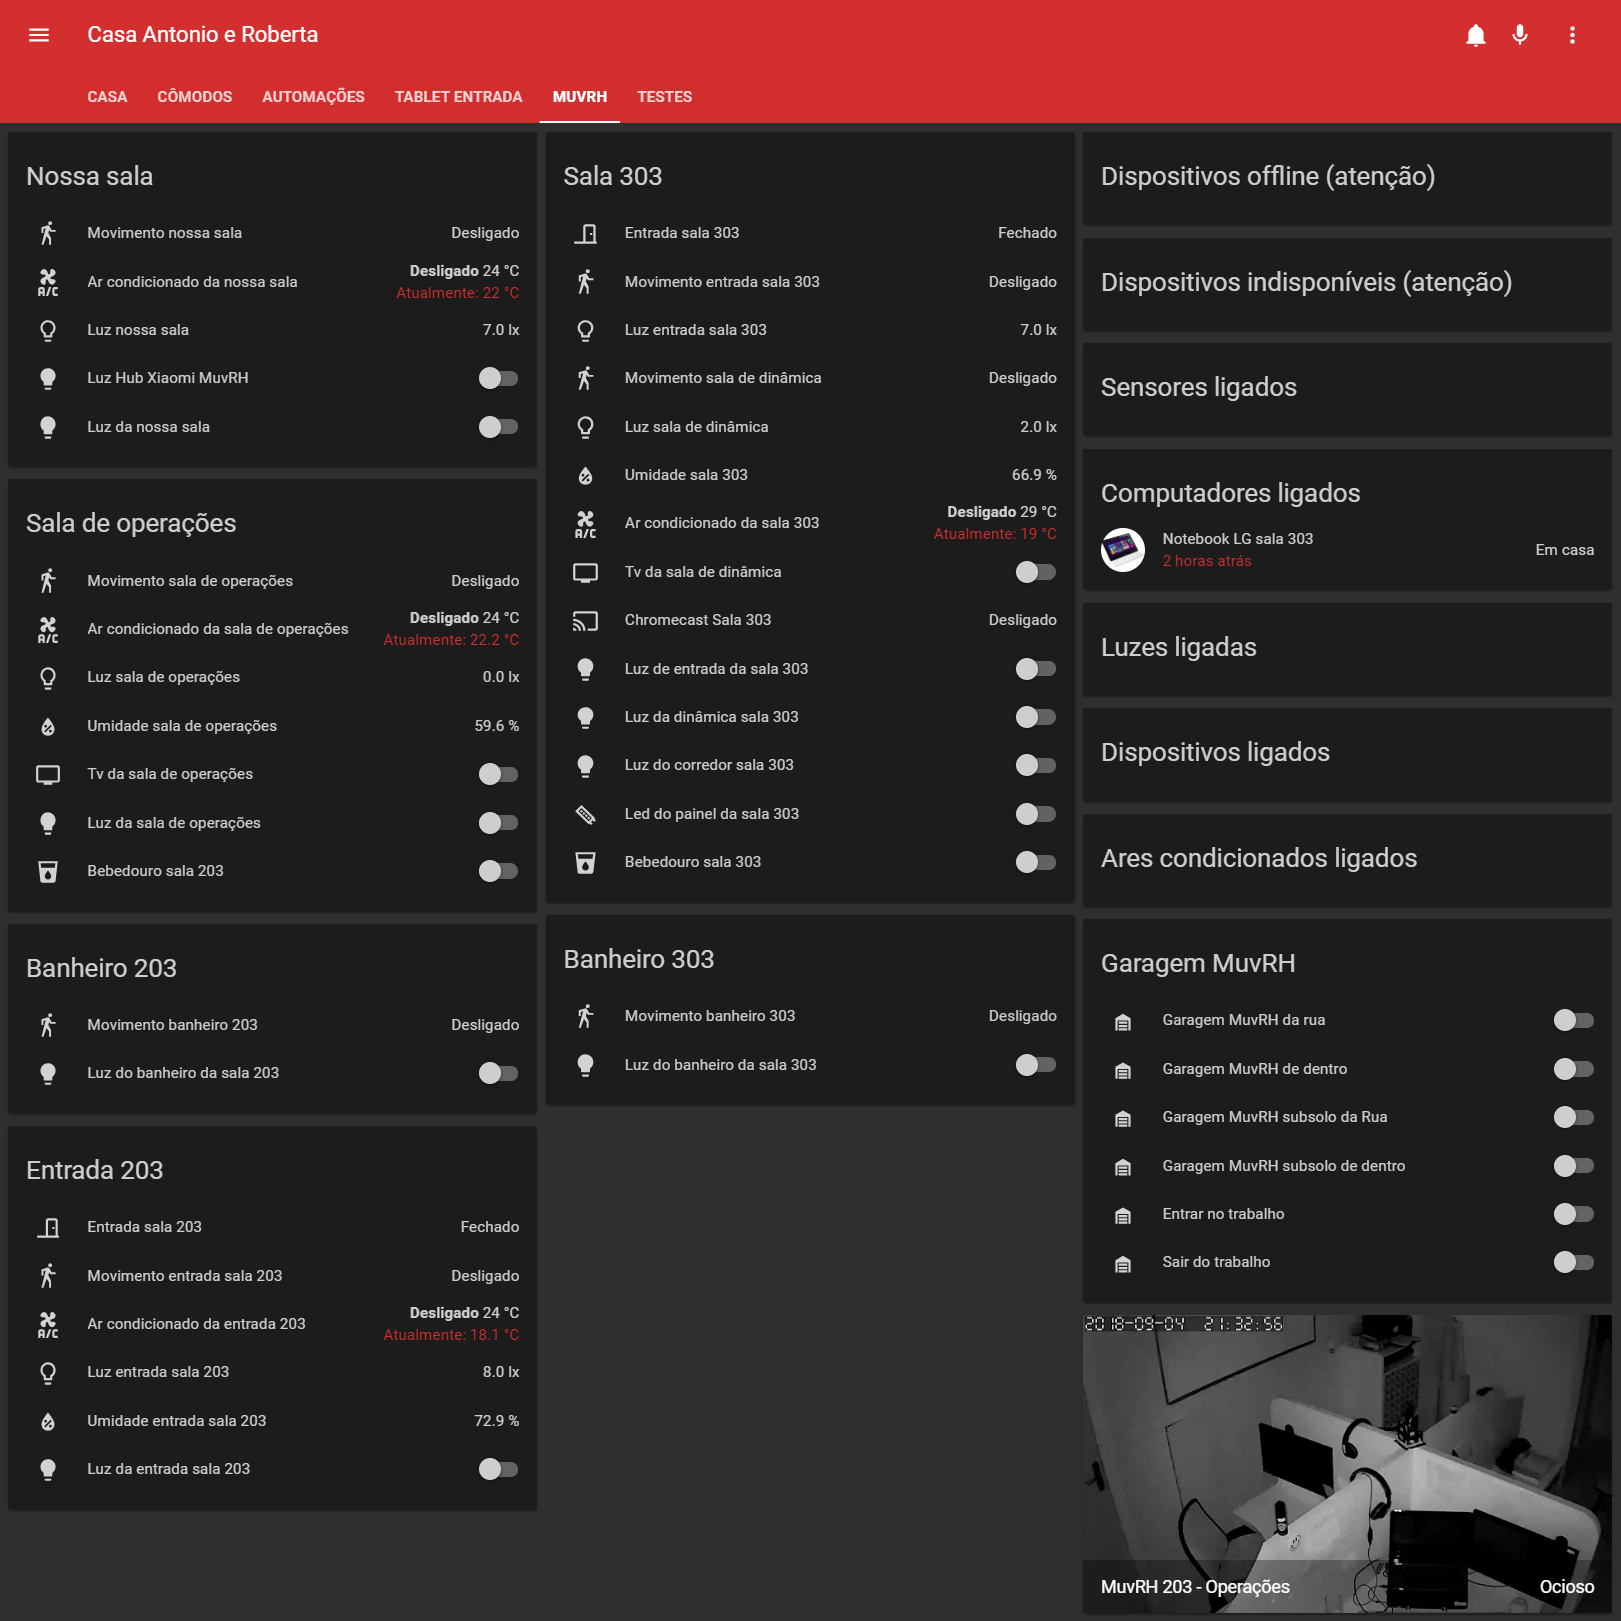 Casa Antonio e Roberta
CASA CÔMODOS AUTOMAÇÕES TABLET ENTRADA MUVRH TESTES
Nossa sala
Movimento nossa sala Desligado
Ar condicionado da nossa sala Desligado 24 °C
Atualmente: 22 °C
A/C
Luz nossa sala 7.0 lx
Luz Hub Xiaomi MuvRH
Luz da nossa sala
Sala de operações
Movimento sala de operações Desligado
Ar condicionado da sala de operações Desligado 24 °C
Atualmente: 22.2 °C
A/C
Luz sala de operações 0.0 lx
Umidade sala de operações 59.6 %
Tv da sala de operações
Luz da sala de operações
Bebedouro sala 203
Banheiro 203
Movimento banheiro 203 Desligado
Luz do banheiro da sala 203
Entrada 203
Entrada sala 203 Fechado
Movimento entrada sala 203 Desligado
Ar condicionado da entrada 203 Desligado 24 °C
Atualmente: 18.1 °C
A/C
Luz entrada sala 203 8.0 lx
Umidade entrada sala 203 72.9 %
Luz da entrada sala 203
Sala 303
Entrada sala 303 Fechado
Movimento entrada sala 303 Desligado
Luz entrada sala 303 7.0 lx
Movimento sala de dinâmica Desligado
Luz sala de dinâmica 2.0 lx
Umidade sala 303 66.9 %
Ar condicionado da sala 303 Desligado 29 °C
Atualmente: 19 °C
A/C
Tv da sala de dinâmica
Chromecast Sala 303 Desligado
Luz de entrada da sala 303
Luz da dinâmica sala 303
Luz do corredor sala 303
Led do painel da sala 303
Bebedouro sala 303
Banheiro 303
Movimento banheiro 303 Desligado
Luz do banheiro da sala 303
Dispositivos offline (atenção)
Dispositivos indisponíveis (atenção)
Sensores ligados
Computadores ligados
Notebook LG sala 303 Em casa
2 horas atrás
Luzes ligadas
Dispositivos ligados
Ares condicionados ligados
Garagem MuvRH
Garagem MuvRH da rua
Garagem MuvRH de dentro
Garagem MuvRH subsolo da Rua
Garagem MuvRH subsolo de dentro
Entrar no trabalho
Sair do trabalho
2018-09-04 21:32:56
MuvRH 203 - Operações Ocioso